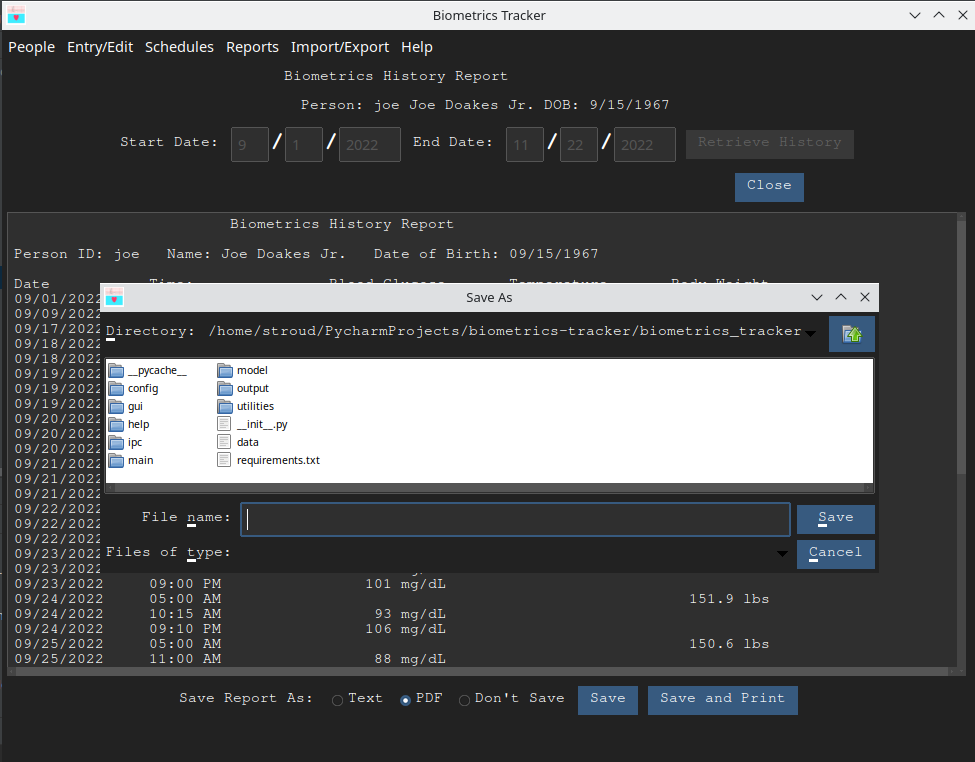 Biometrics Tracker
People Entry/Edit Schedules Reports Import/Export Help
Biometrics History Report
Person: joe Joe Doakes Jr. DOB: 9/15/1967
Start Date: 9 / 1 / 2022 End Date: 11 / 22 / 2022 Retrieve History
Close
Biometrics History Report
Person ID: joe Name: Joe Doakes Jr. Date of Birth: 09/15/1967
Date Time: Blood Glucose Temperature Body Weight
09/01/2022
09/09/2022
09/17/2022
09/18/2022
09/18/2022
09/19/2022
09/19/2022
09/19/2022
09/20/2022
09/20/2022
09/20/2022
09/21/2022
09/21/2022
09/21/2022
09/22/2022
09/22/2022
09/22/2022
09/23/2022
09/23/2022
Save As
Directory: /home/stroud/PycharmProjects/biometrics-tracker/biometrics_tracker
__pycache__ model
config output
gui utilities
help __init__.py
ipc data
main requirements.txt
File name: Save
Files of type: Cancel
09/23/2022 09:00 PM 101 mg/dL
09/24/2022 05:00 AM 151.9 lbs
09/24/2022 10:15 AM 93 mg/dL
09/24/2022 09:10 PM 106 mg/dL
09/25/2022 05:00 AM 150.6 lbs
09/25/2022 11:00 AM 88 mg/dL
Save Report As: Text PDF Don't Save Save Save and Print